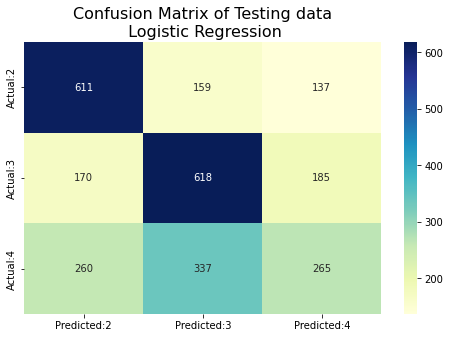 Confusion Matrix of Testing data
Logistic Regression
Actual:2
611
159
137
Actual:3
170
618
185
Actual:4
260
337
265
Predicted:2
Predicted:3
Predicted:4
600
500
400
300
200